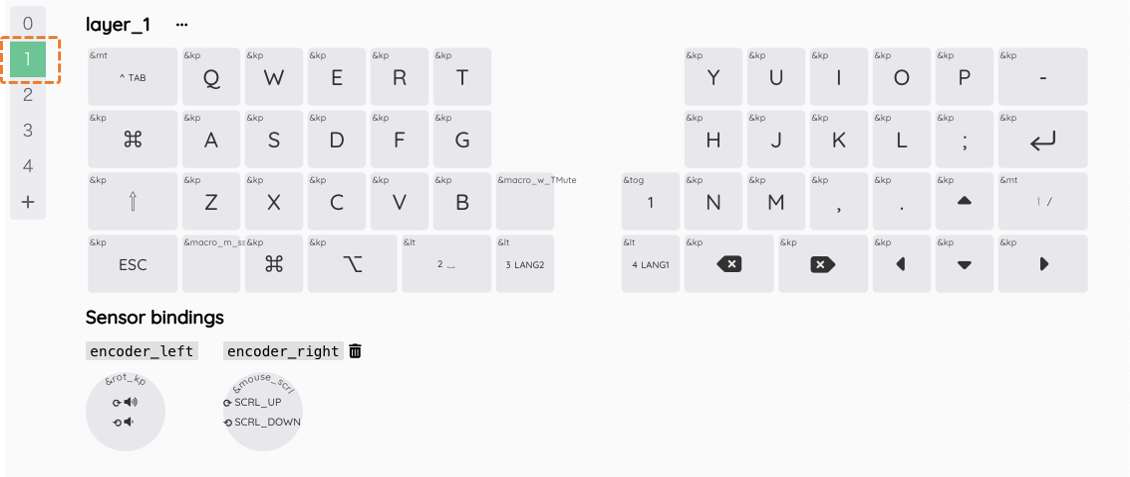 0
1
2
3
4
+
layer_1 ...
&mt &kp &kp &kp &kp &kp &kp &kp &kp &kp &kp &kp
^ TAB Q W E R T Y U I O P -
&kp &kp &kp &kp &kp &kp &kp &kp &kp &kp &kp &kp
⌘ A S D F G H J K L ;
&kp &kp &kp &kp &kp &kp &macro_w_TMute &tog &kp &kp &kp &kp &kp &mt
⇧ Z X C V B 1 N M , . ⇧ /
&kp &macro_m_ss &kp &kp &lt &lt &lt &kp &kp &kp &kp &kp
ESC ⌘ ⌥ 2 ⎵ 3 LANG2 4 LANG1
Sensor bindings
encoder_left encoder_right
&rot_kp &mouse_scrl
SCRL_UP
SCRL_DOWN